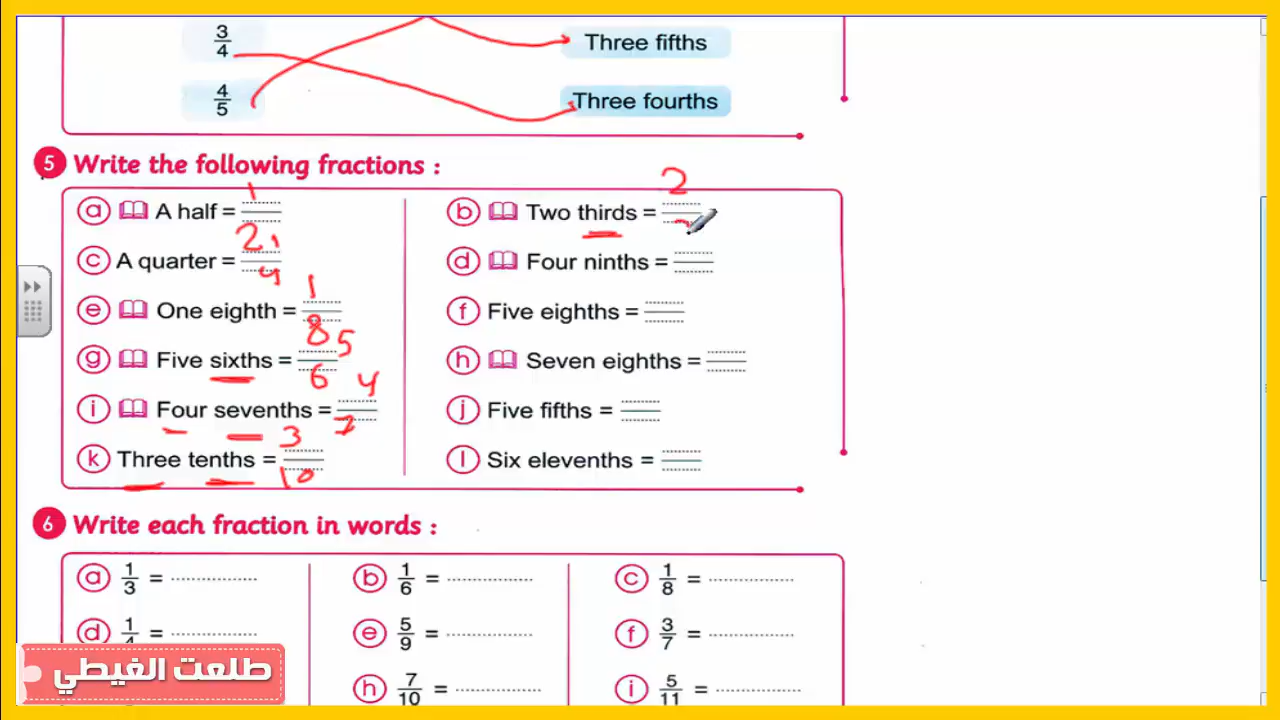 3/4 Three fifths
4/5 Three fourths
5 Write the following fractions :
a A half = 1/2
b Two thirds = 2/
c A quarter = 1/4
d Four ninths =
e One eighth = 1/8
f Five eighths =
g Five sixths = 5/6
h Seven eighths =
i Four sevenths = 4/7
j Five fifths =
k Three tenths = 3/10
l Six elevenths =
6 Write each fraction in words :
a 1/3 = ..............
b 1/6 = ..............
c 1/8 = ..............
d 1/4 = ..............
e 5/9 = ..............
f 3/7 = ..............
h 7/10 = ..............
i 5/11 = ..............
طلعت الغيطي